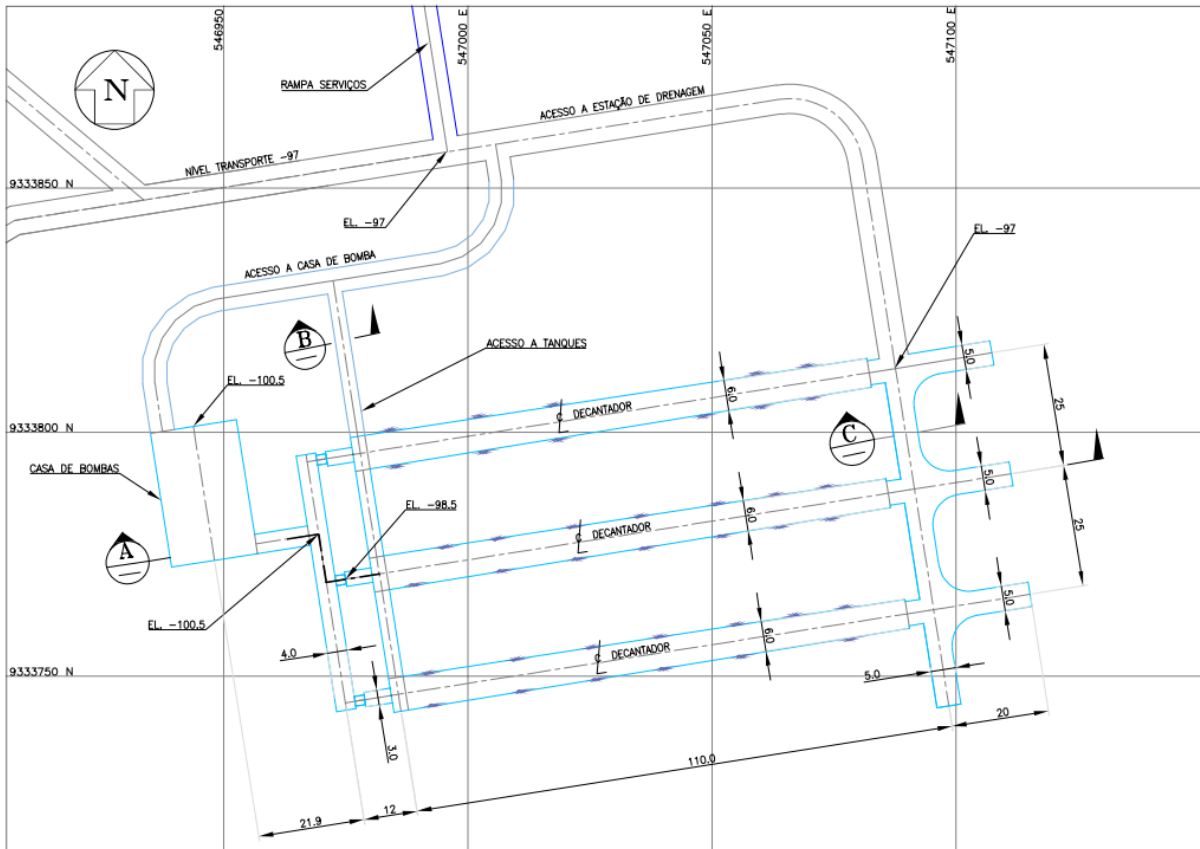 546950
547000 E
547050 E
547100 E
N
RAMPA SERVIÇOS
ACESSO A ESTAÇÃO DE DRENAGEM
NIVEL TRANSPORTE -97
9333850 N
EL. -97
EL. -97
ACESSO A CASA DE BOMBA
B
ACESSO A TANQUES
5.0
EL. -100.5
6.0
25
DECANTADOR
C
9333800 N
CASA DE BOMBAS
5.0
EL. -98.5
6.0
DECANTADOR
25
A
5.0
EL. -100.5
6.0
4.0
DECANTADOR
9333750 N
5.0
3.0
20
110.0
12
21.9